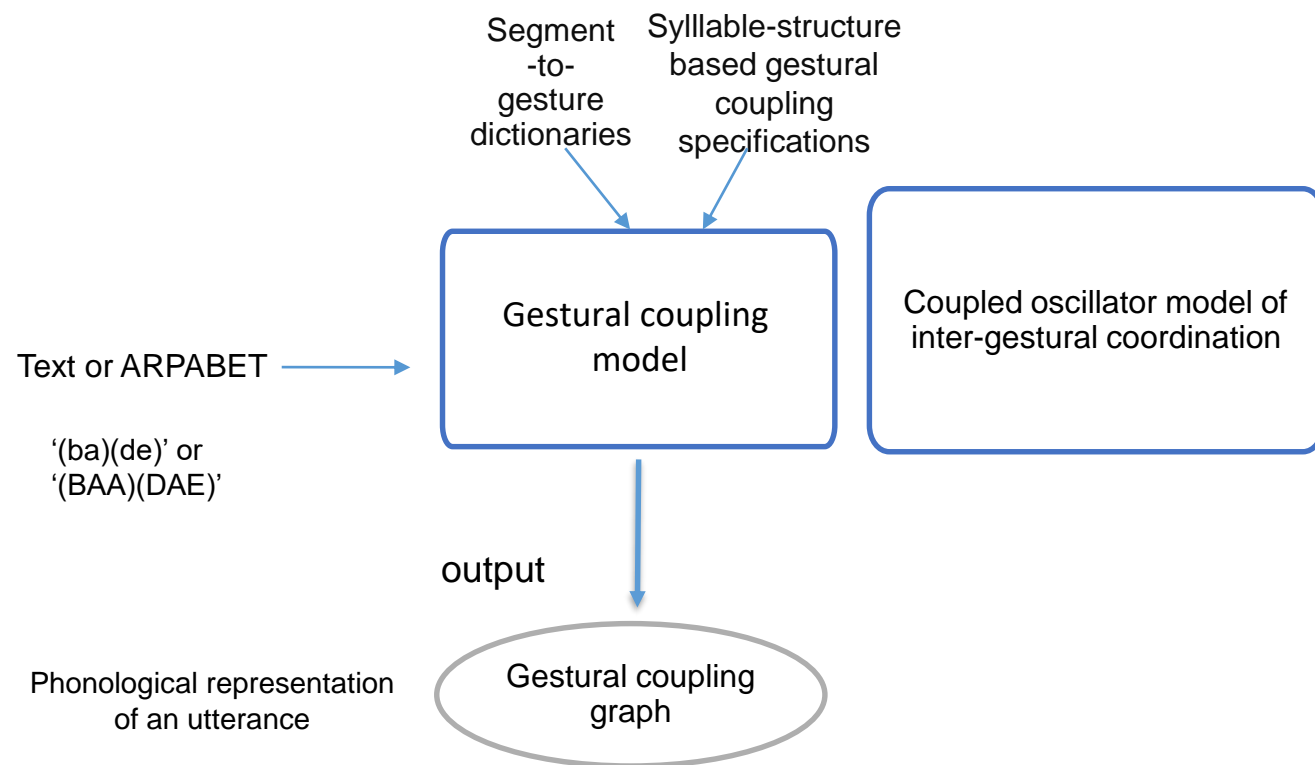 Segment
-to-
gesture
dictionaries
Sylllable-structure
based gestural
coupling
specifications
Gestural coupling
model
Coupled oscillator model of
inter-gestural coordination
Text or ARPABET
‘(ba)(de)’ or
‘(BAA)(DAE)’
output
Phonological representation
of an utterance
Gestural coupling
graph